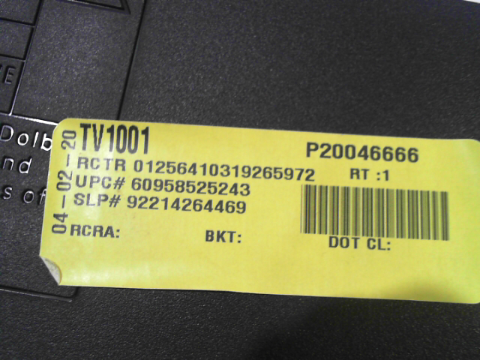 KE
Dolb
nd
s of
04-02-20
TV1001
P20046666
RCTR 01256410319265972
RT :1
UPC# 60958525243
SLP# 92214264469
RCRA:
BKT:
DOT CL: